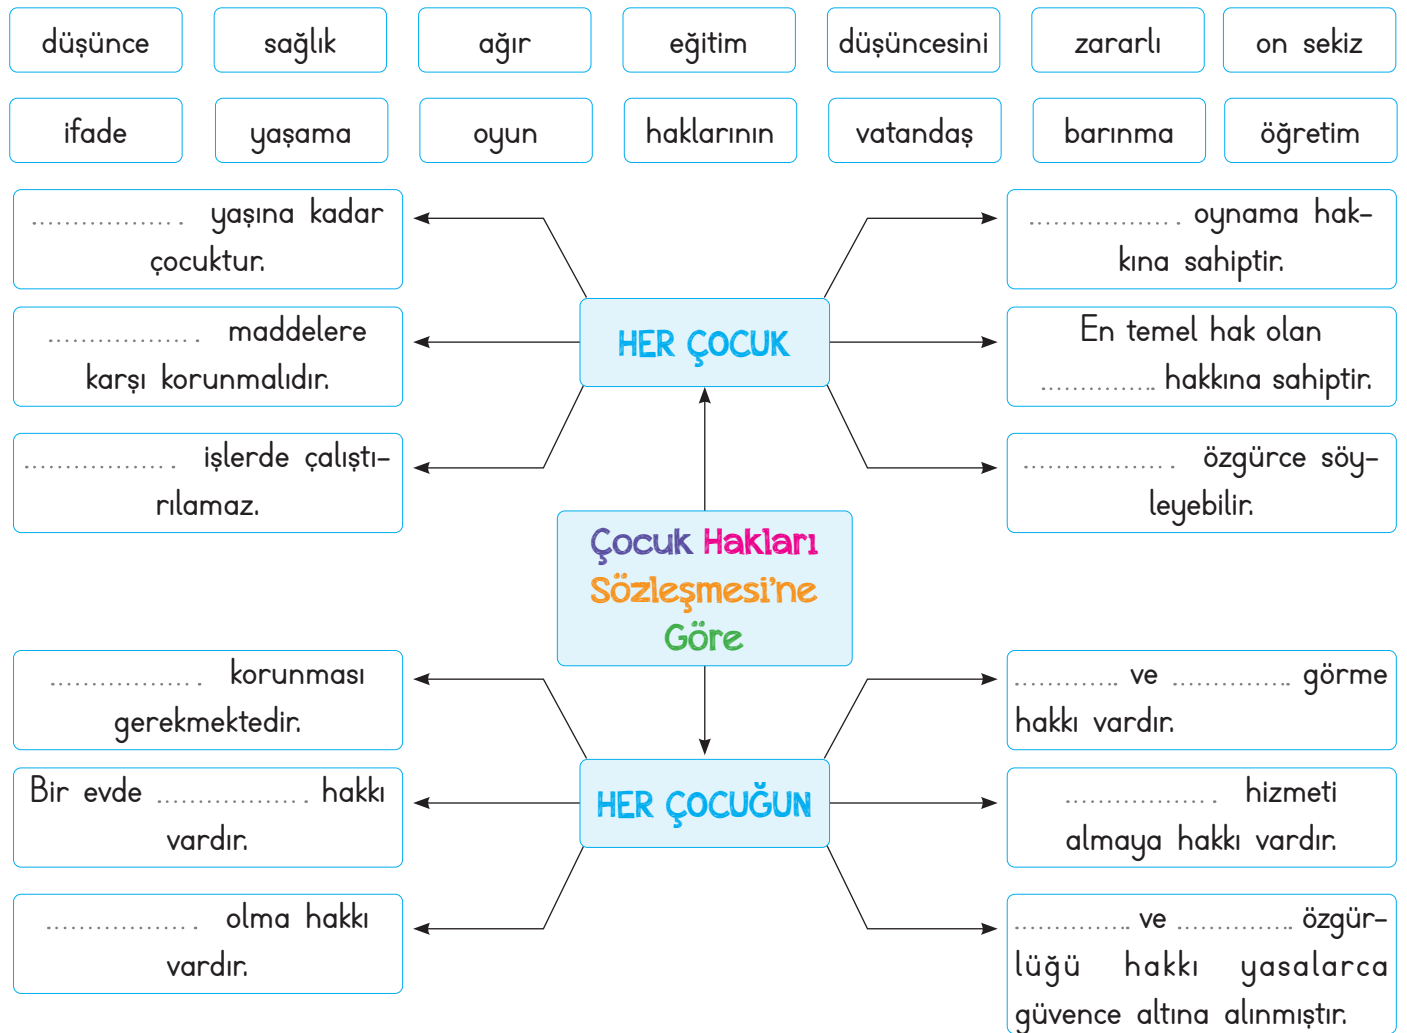 düşünce sağlık ağır eğitim düşüncesini zararlı on sekiz
ifade yaşama oyun haklarının vatandaş barınma öğretim
................ yaşına kadar
çocuktur.
................ maddelere
karşı korunmalıdır.
................ işlerde çalıştı-
rılamaz.
HER ÇOCUK
................ oynama hak-
kına sahiptir.
En temel hak olan
.............. hakkına sahiptir.
................ özgürce söy-
leyebilir.
Çocuk Hakları
Sözleşmesi'ne
Göre
................ korunması
gerekmektedir.
Bir evde ................ hakkı
vardır.
................ olma hakkı
vardır.
HER ÇOCUĞUN
............. ve .............. görme
hakkı vardır.
................ hizmeti
almaya hakkı vardır.
.............. ve .............. özgür-
lüğü hakkı yasalarca
güvence altına alınmıştır.